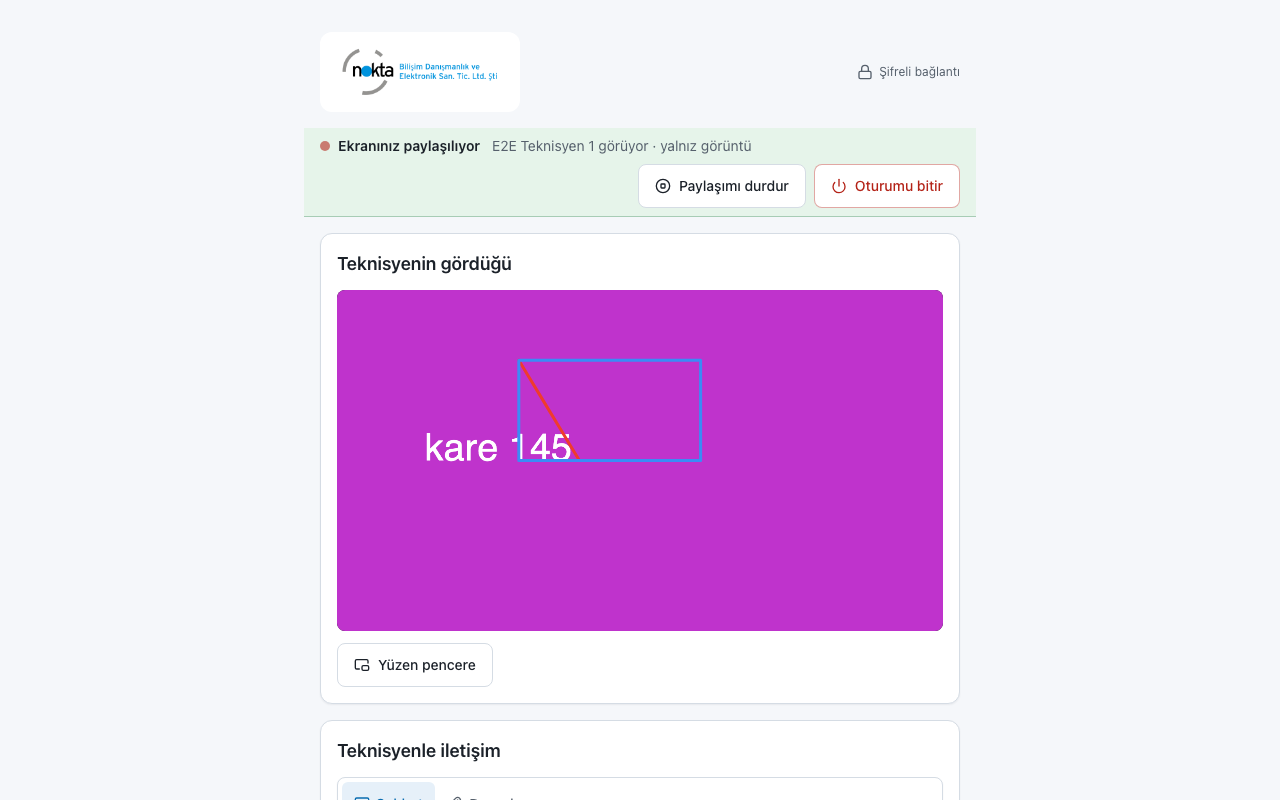 nokta
Bilişim Danışmanlık ve
Elektronik San. Tic. Ltd. Şti
Şifreli bağlantı
Ekranınız paylaşılıyor E2E Teknisyen 1 görüyor · yalnız görüntü
Paylaşımı durdur
Oturumu bitir
Teknisyenin gördüğü
kare 145
Yüzen pencere
Teknisyenle iletişim